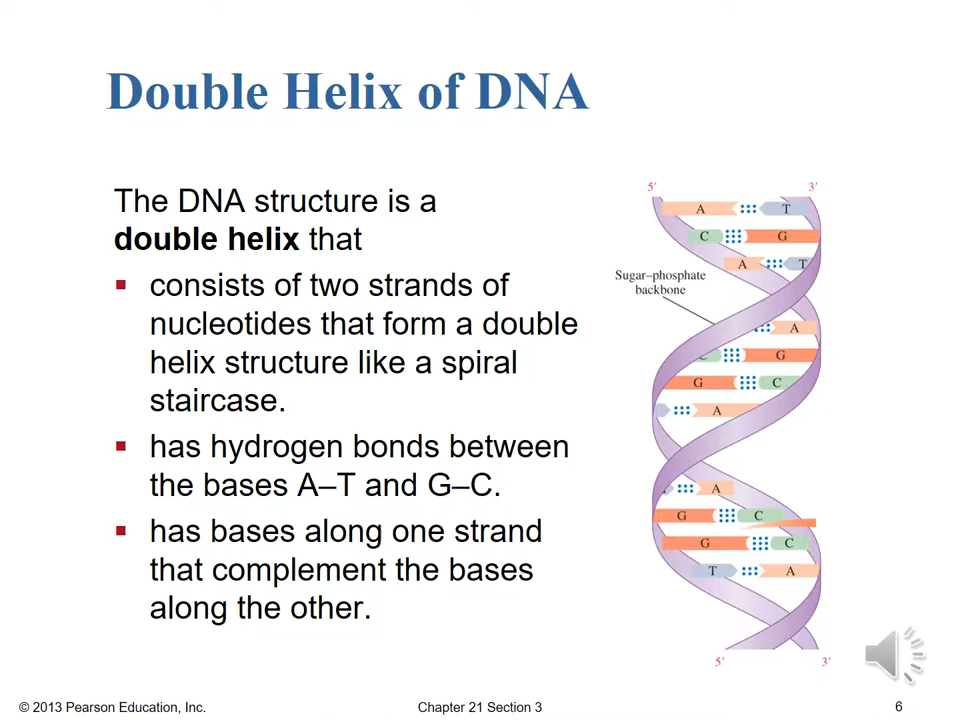 Double Helix of DNA
The DNA structure is a
double helix that
▪ consists of two strands of
nucleotides that form a double
helix structure like a spiral
staircase.
▪ has hydrogen bonds between
the bases A–T and G–C.
▪ has bases along one strand
that complement the bases
along the other.
5′ 3′
A T
C G
A T
Sugar–phosphate
backbone
A
C G
G C
A
A
G C
G C
T A
5′ 3′
© 2013 Pearson Education, Inc. Chapter 21 Section 3 6